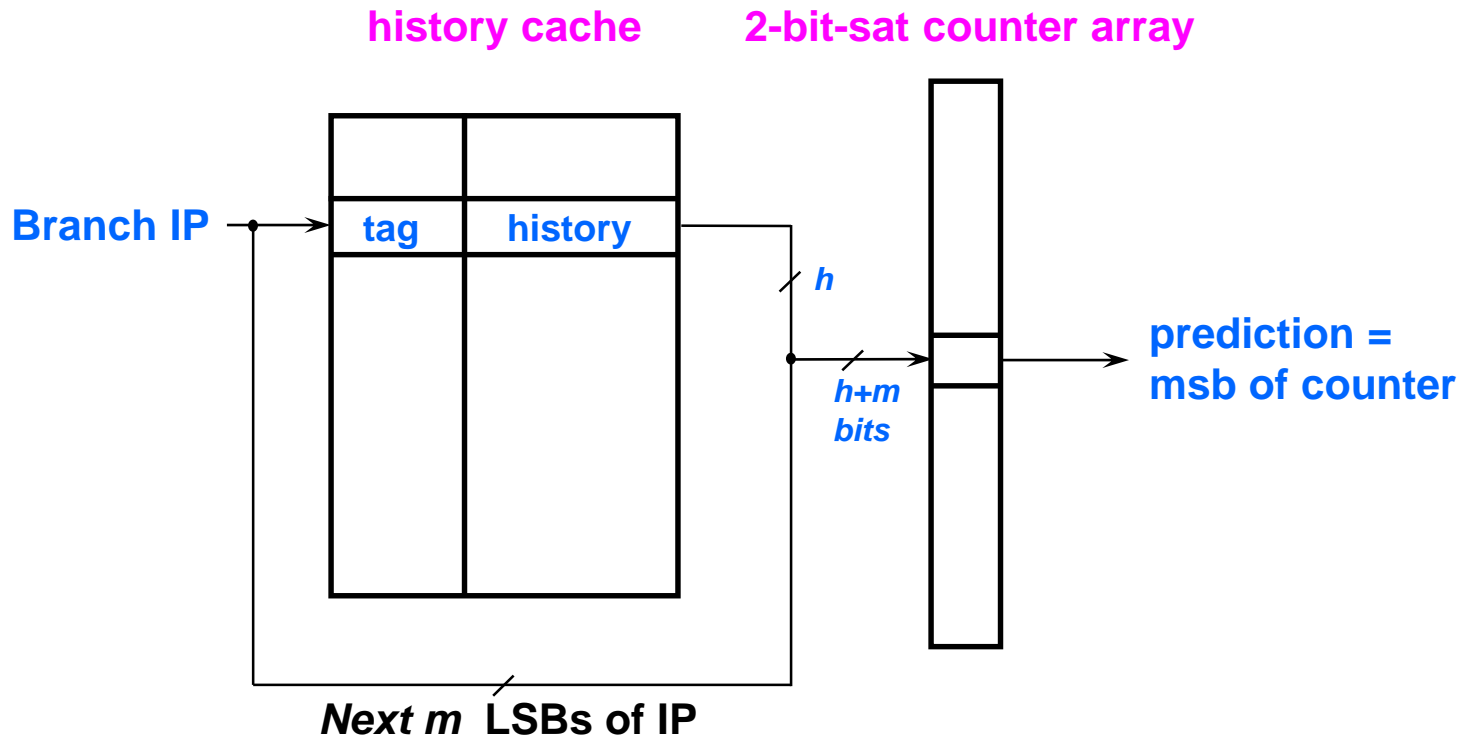 history cache
2-bit-sat counter array
Branch IP
tag
history
h
h+m
bits
prediction =
msb of counter
Next m LSBs of IP